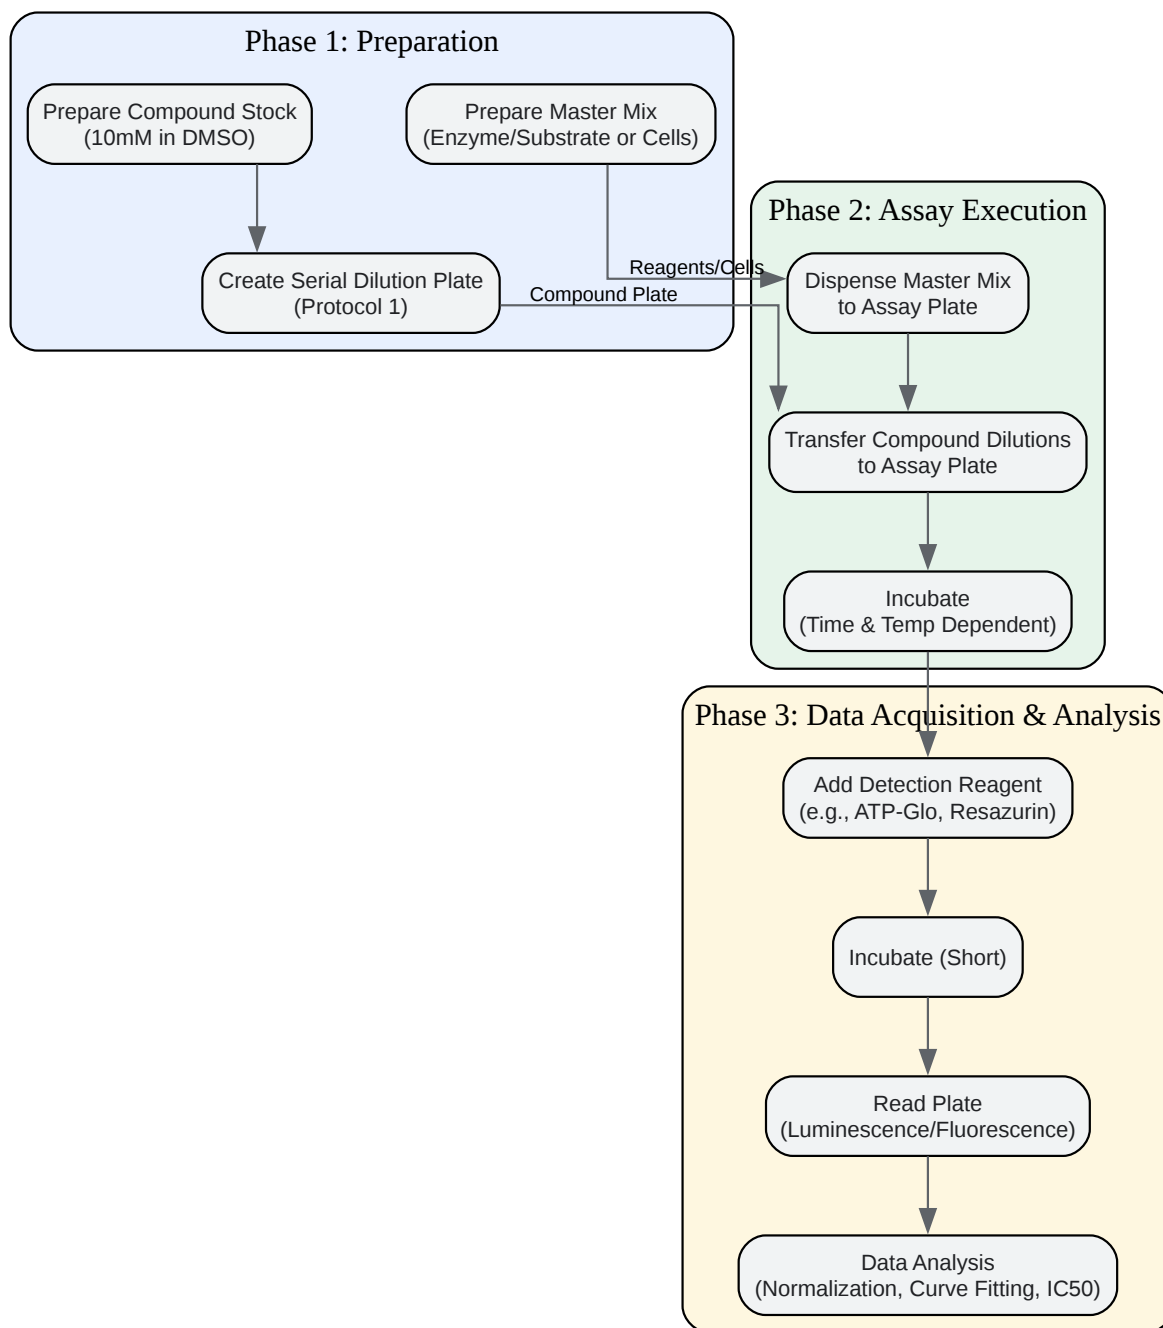 Phase 1: Preparation
Prepare Compound Stock
(10mM in DMSO)
Prepare Master Mix
(Enzyme/Substrate or Cells)
Create Serial Dilution Plate
(Protocol 1)
Reagents/Cells
Compound Plate
Phase 2: Assay Execution
Dispense Master Mix
to Assay Plate
Transfer Compound Dilutions
to Assay Plate
Incubate
(Time & Temp Dependent)
Phase 3: Data Acquisition & Analysis
Add Detection Reagent
(e.g., ATP-Glo, Resazurin)
Incubate (Short)
Read Plate
(Luminescence/Fluorescence)
Data Analysis
(Normalization, Curve Fitting, IC50)